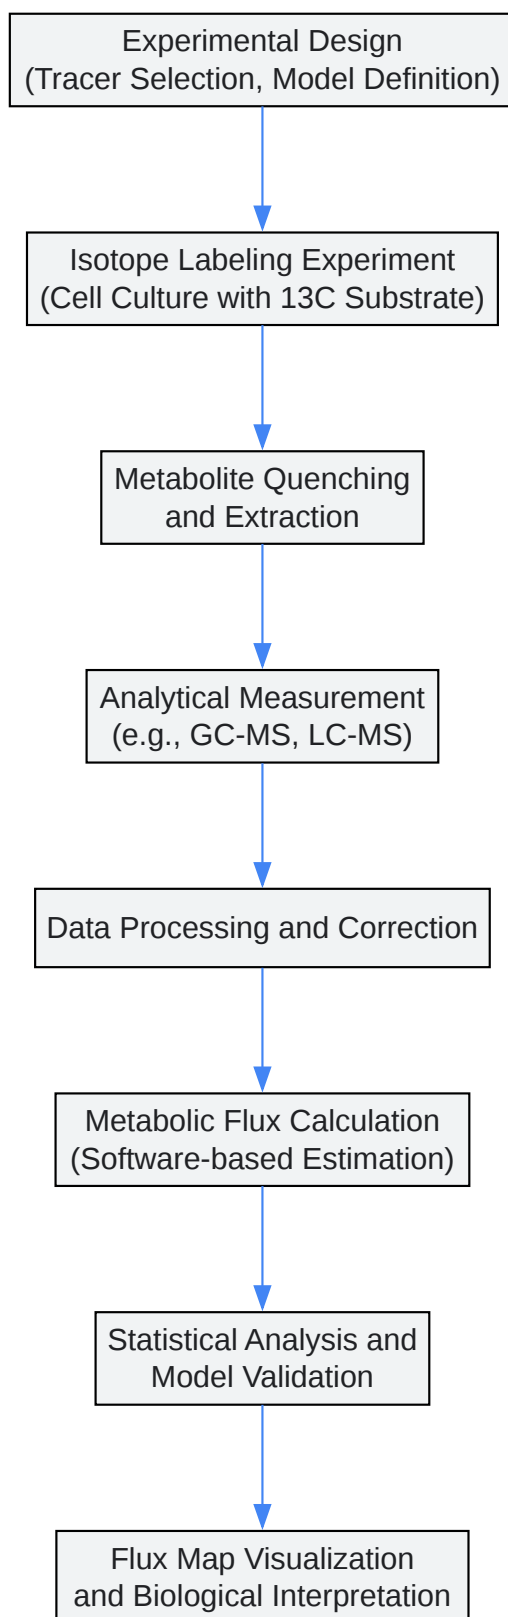 Experimental Design
(Tracer Selection, Model Definition)
Isotope Labeling Experiment
(Cell Culture with 13C Substrate)
Metabolite Quenching
and Extraction
Analytical Measurement
(e.g., GC-MS, LC-MS)
Data Processing and Correction
Metabolic Flux Calculation
(Software-based Estimation)
Statistical Analysis and
Model Validation
Flux Map Visualization
and Biological Interpretation